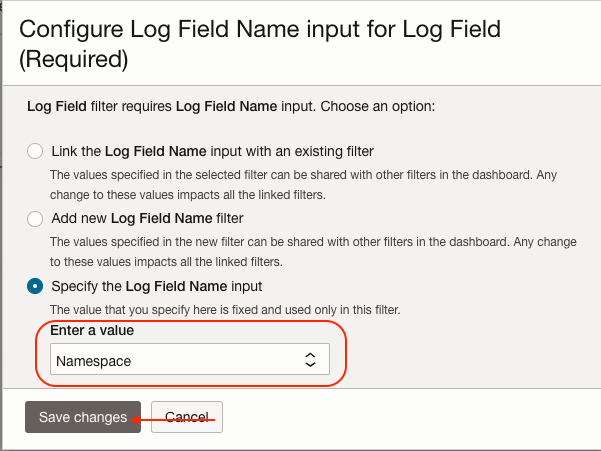 Configure Log Field Name input for Log Field
(Required)
Log Field filter requires Log Field Name input. Choose an option:
Link the Log Field Name input with an existing filter
The values specified in the selected filter can be shared with other filters in the dashboard. Any
change to these values impacts all the linked filters.
Add new Log Field Name filter
The values specified in the new filter can be shared with other filters in the dashboard. Any change
to these values impacts all the linked filters.
Specify the Log Field Name input
The value that you specify here is fixed and used only in this filter.
Enter a value
Namespace
Save changes Cancel